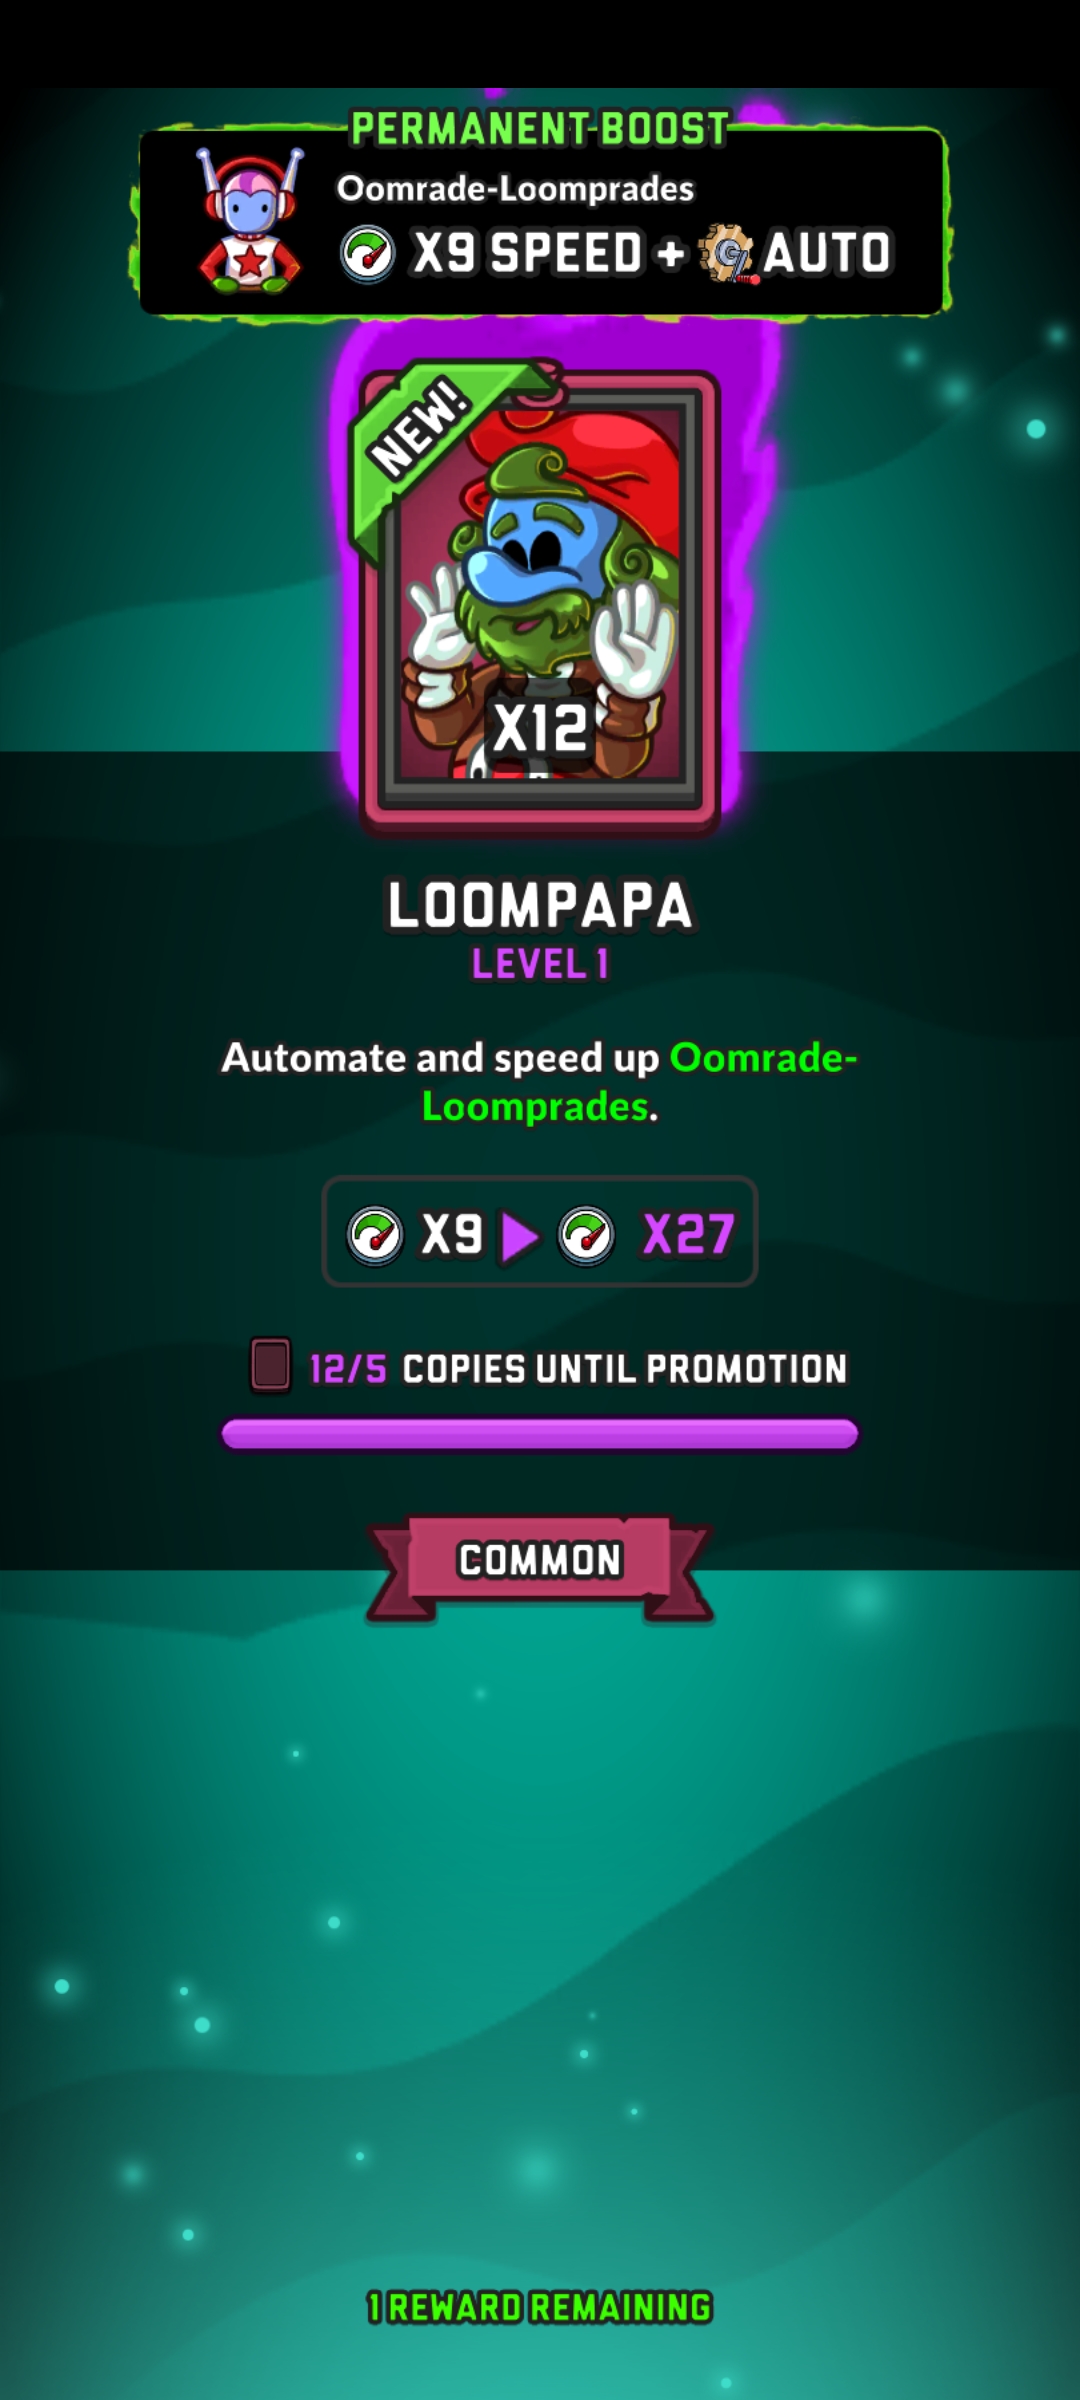 PERMANENT BOOST
Oomrade-Loomprades
X9 SPEED + AUTO
NEW!
X12
LOOMPAPA
LEVEL 1
Automate and speed up Oomrade-
Loomprades.
X9 X27
12/5 COPIES UNTIL PROMOTION
COMMON
1 REWARD REMAINING